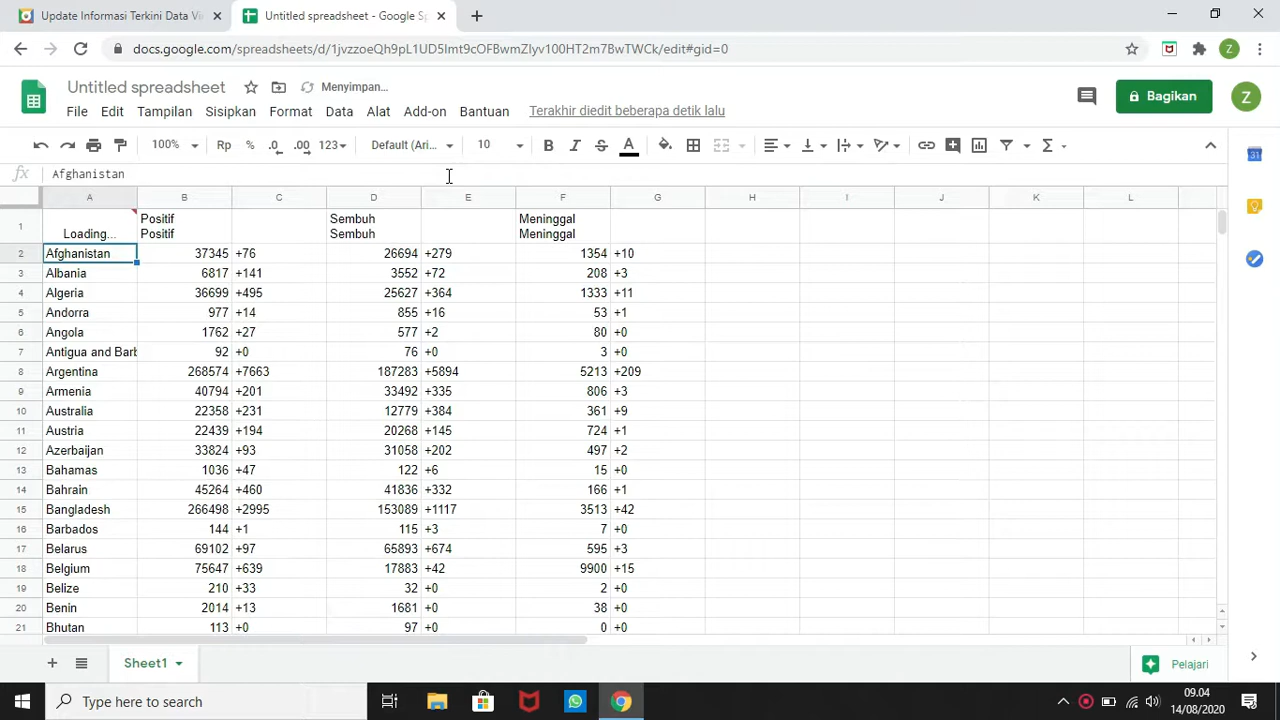 Update Informasi Terkini Data Vi
Untitled spreadsheet - Google Sp
docs.google.com/spreadsheets/d/1jvzzoeQh9pL1UD5Imt9cOFBwmZlyv100HT2m7BwTWCk/edit#gid=0
Z
Untitled spreadsheet
Menyimpan...
File Edit Tampilan Sisipkan Format Data Alat Add-on Bantuan Terakhir diedit beberapa detik lalu
Bagikan
Z
100% Rp % .0 .00 123 Default (Ari... 10 B I S A
31
fx Afghanistan
A B C D E F G H I J K L
1 Loading... Positif Sembuh Meninggal
Positif Sembuh Meninggal
2 Afghanistan 37345 +76 26694 +279 1354 +10
3 Albania 6817 +141 3552 +72 208 +3
4 Algeria 36699 +495 25627 +364 1333 +11
5 Andorra 977 +14 855 +16 53 +1
6 Angola 1762 +27 577 +2 80 +0
7 Antigua and Bark 92 +0 76 +0 3 +0
8 Argentina 268574 +7663 187283 +5894 5213 +209
9 Armenia 40794 +201 33492 +335 806 +3
10 Australia 22358 +231 12779 +384 361 +9
11 Austria 22439 +194 20268 +145 724 +1
12 Azerbaijan 33824 +93 31058 +202 497 +2
13 Bahamas 1036 +47 122 +6 15 +0
14 Bahrain 45264 +460 41836 +332 166 +1
15 Bangladesh 266498 +2995 153089 +1117 3513 +42
16 Barbados 144 +1 115 +3 7 +0
17 Belarus 69102 +97 65893 +674 595 +3
18 Belgium 75647 +639 17883 +42 9900 +15
19 Belize 210 +33 32 +0 2 +0
20 Benin 2014 +13 1681 +0 38 +0
21 Bhutan 113 +0 97 +0 0 +0
Sheet1
Pelajari
Type here to search
09.04
14/08/2020